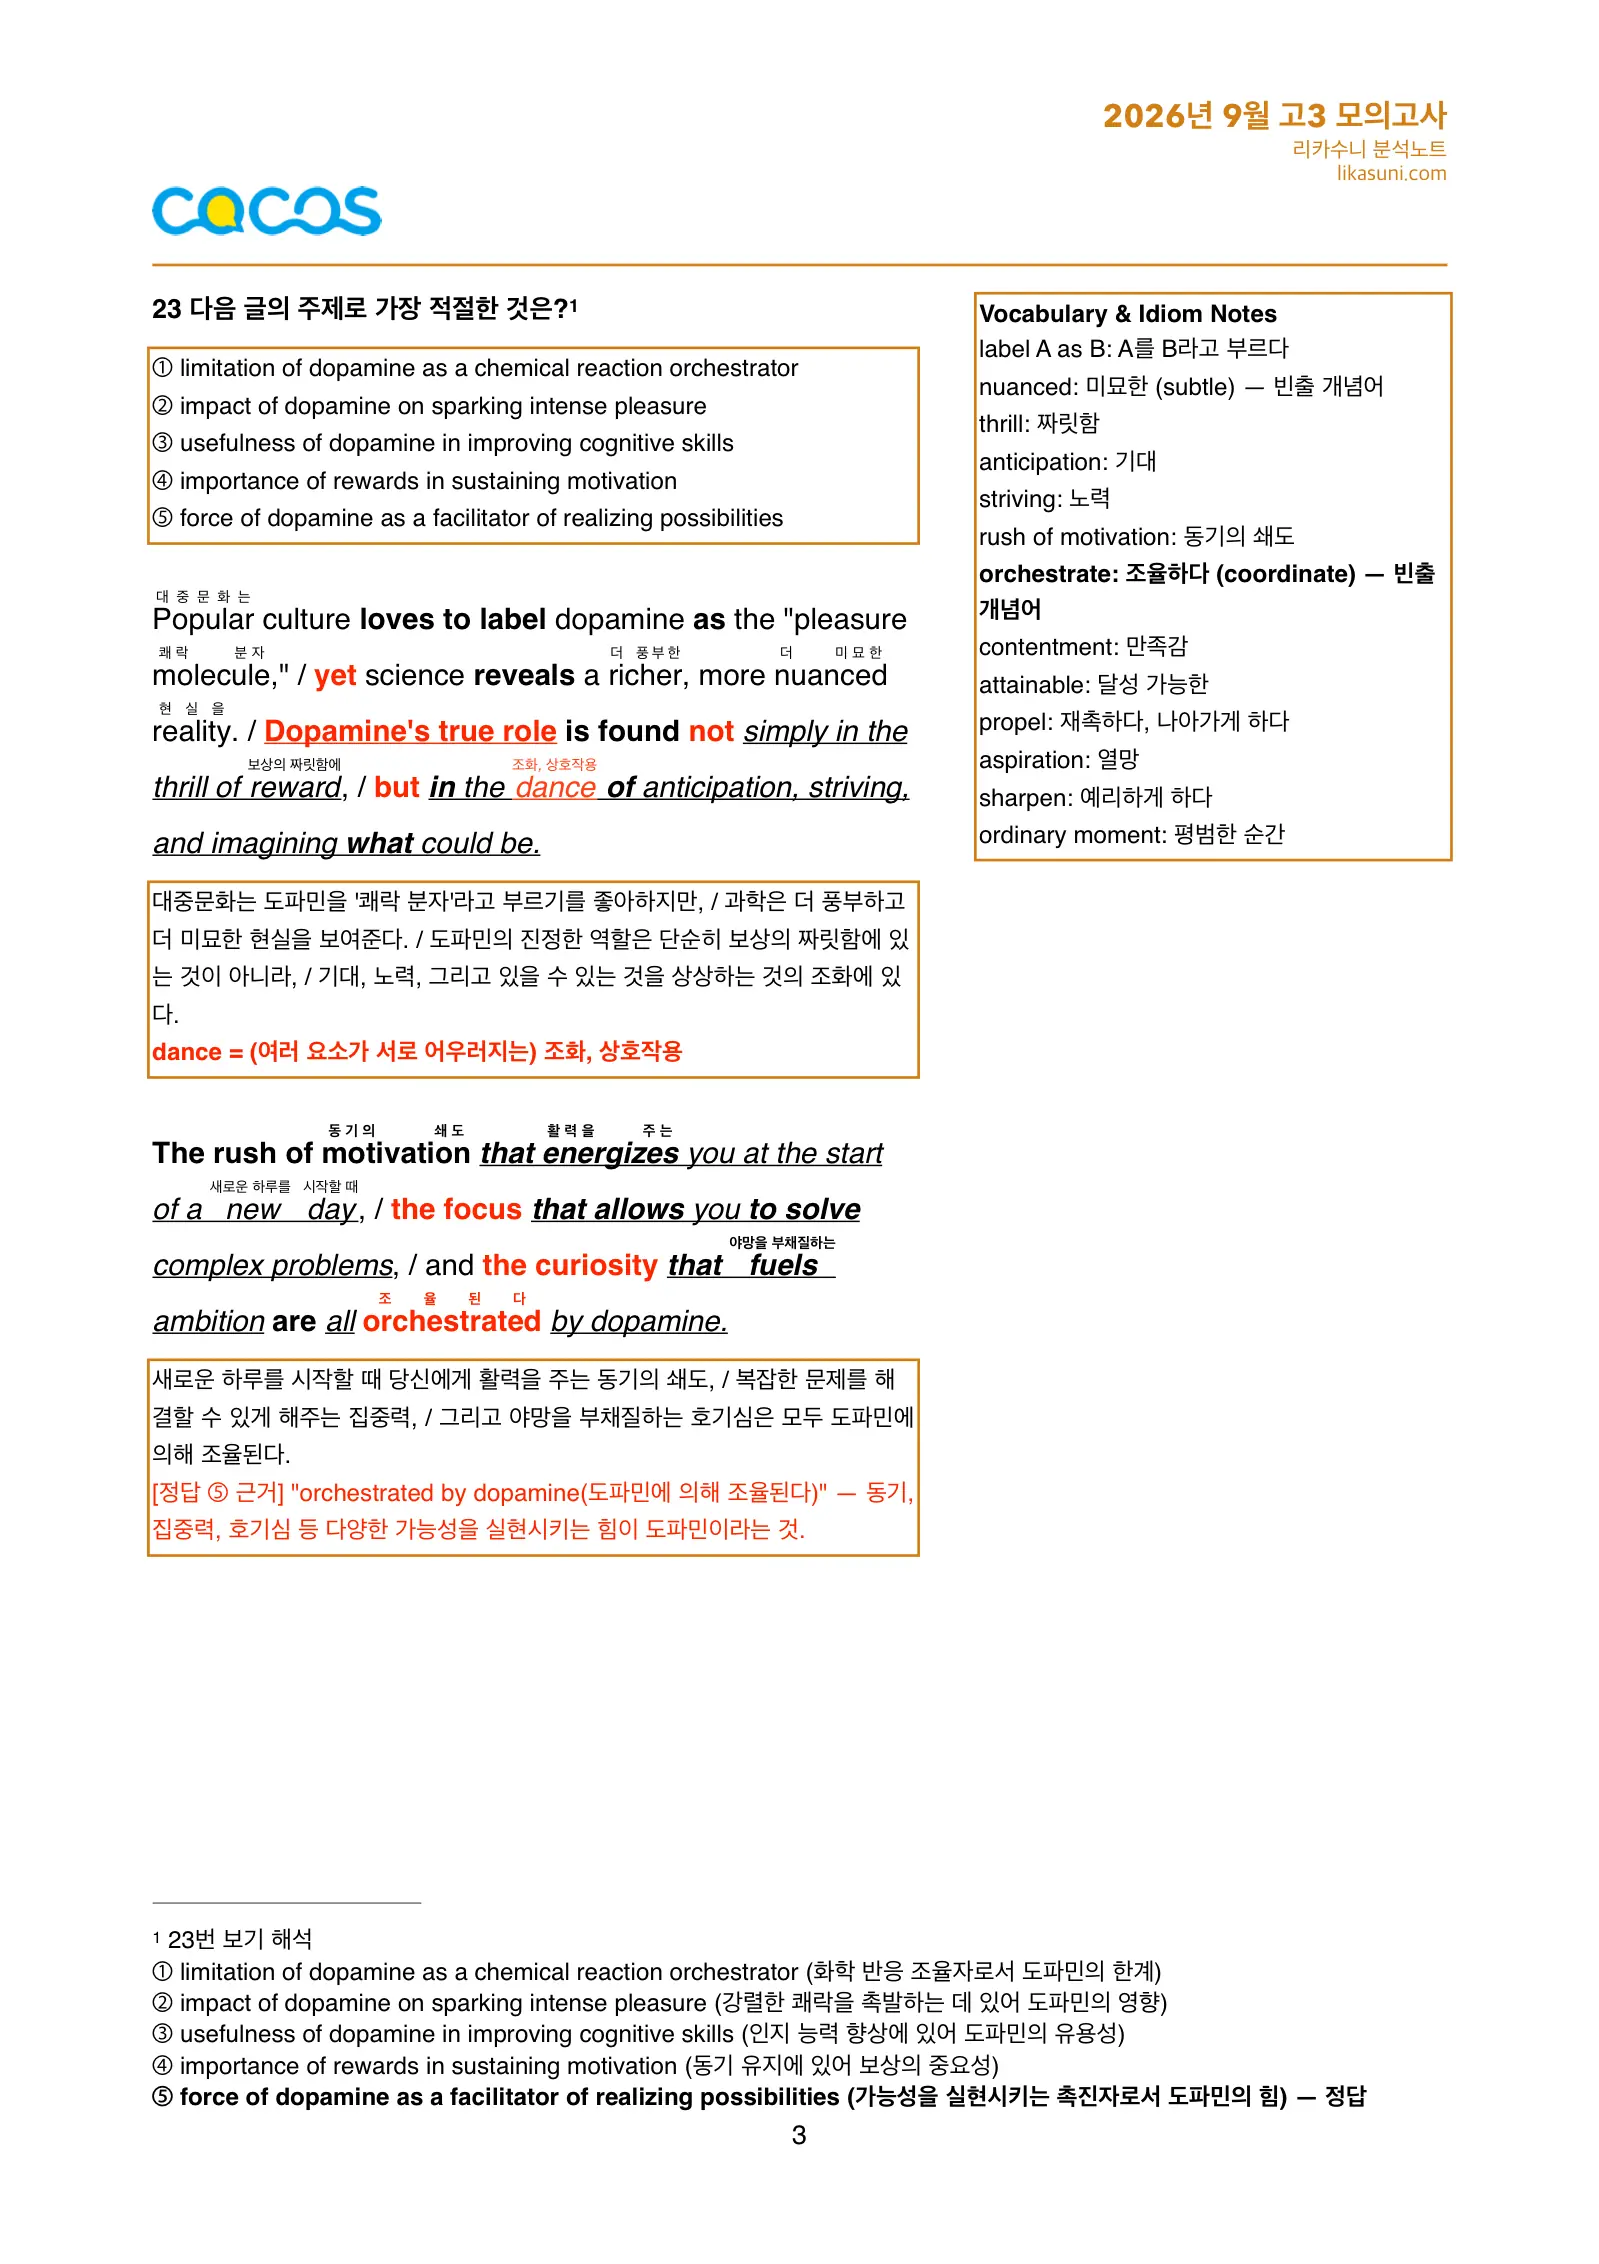 2026년 9월 고3 모의고사
리카수니 분석노트
likasuni.com
cocos
23 다음 글의 주제로 가장 적절한 것은?¹
① limitation of dopamine as a chemical reaction orchestrator
② impact of dopamine on sparking intense pleasure
③ usefulness of dopamine in improving cognitive skills
④ importance of rewards in sustaining motivation
⑤ force of dopamine as a facilitator of realizing possibilities
대중문화는
Popular culture loves to label dopamine as the "pleasure
쾌락 분자 더 풍부한 더 미묘한
molecule," / yet science reveals a richer, more nuanced
현실을
reality. / Dopamine's true role is found not simply in the
보상의 짜릿함에 조화, 상호작용
thrill of reward, / but in the dance of anticipation, striving,
and imagining what could be.
대중문화는 도파민을 '쾌락 분자'라고 부르기를 좋아하지만, / 과학은 더 풍부하고
더 미묘한 현실을 보여준다. / 도파민의 진정한 역할은 단순히 보상의 짜릿함에 있
는 것이 아니라, / 기대, 노력, 그리고 있을 수 있는 것을 상상하는 것의 조화에 있
다.
dance = (여러 요소가 서로 어우러지는) 조화, 상호작용
동기의 쇄도 활력을 주는
The rush of motivation that energizes you at the start
새로운 하루를 시작할 때
of a new day, / the focus that allows you to solve
야망을 부채질하는
complex problems, / and the curiosity that fuels
조율된다
ambition are all orchestrated by dopamine.
새로운 하루를 시작할 때 당신에게 활력을 주는 동기의 쇄도, / 복잡한 문제를 해
결할 수 있게 해주는 집중력, / 그리고 야망을 부채질하는 호기심은 모두 도파민에
의해 조율된다.
[정답 ⑤ 근거] "orchestrated by dopamine(도파민에 의해 조율된다)" — 동기,
집중력, 호기심 등 다양한 가능성을 실현시키는 힘이 도파민이라는 것.
Vocabulary & Idiom Notes
label A as B: A를 B라고 부르다
nuanced: 미묘한 (subtle) — 빈출 개념어
thrill: 짜릿함
anticipation: 기대
striving: 노력
rush of motivation: 동기의 쇄도
orchestrate: 조율하다 (coordinate) — 빈출
개념어
contentment: 만족감
attainable: 달성 가능한
propel: 재촉하다, 나아가게 하다
aspiration: 열망
sharpen: 예리하게 하다
ordinary moment: 평범한 순간
¹ 23번 보기 해석
① limitation of dopamine as a chemical reaction orchestrator (화학 반응 조율자로서 도파민의 한계)
② impact of dopamine on sparking intense pleasure (강렬한 쾌락을 촉발하는 데 있어 도파민의 영향)
③ usefulness of dopamine in improving cognitive skills (인지 능력 향상에 있어 도파민의 유용성)
④ importance of rewards in sustaining motivation (동기 유지에 있어 보상의 중요성)
⑤ force of dopamine as a facilitator of realizing possibilities (가능성을 실현시키는 촉진자로서 도파민의 힘) — 정답
3